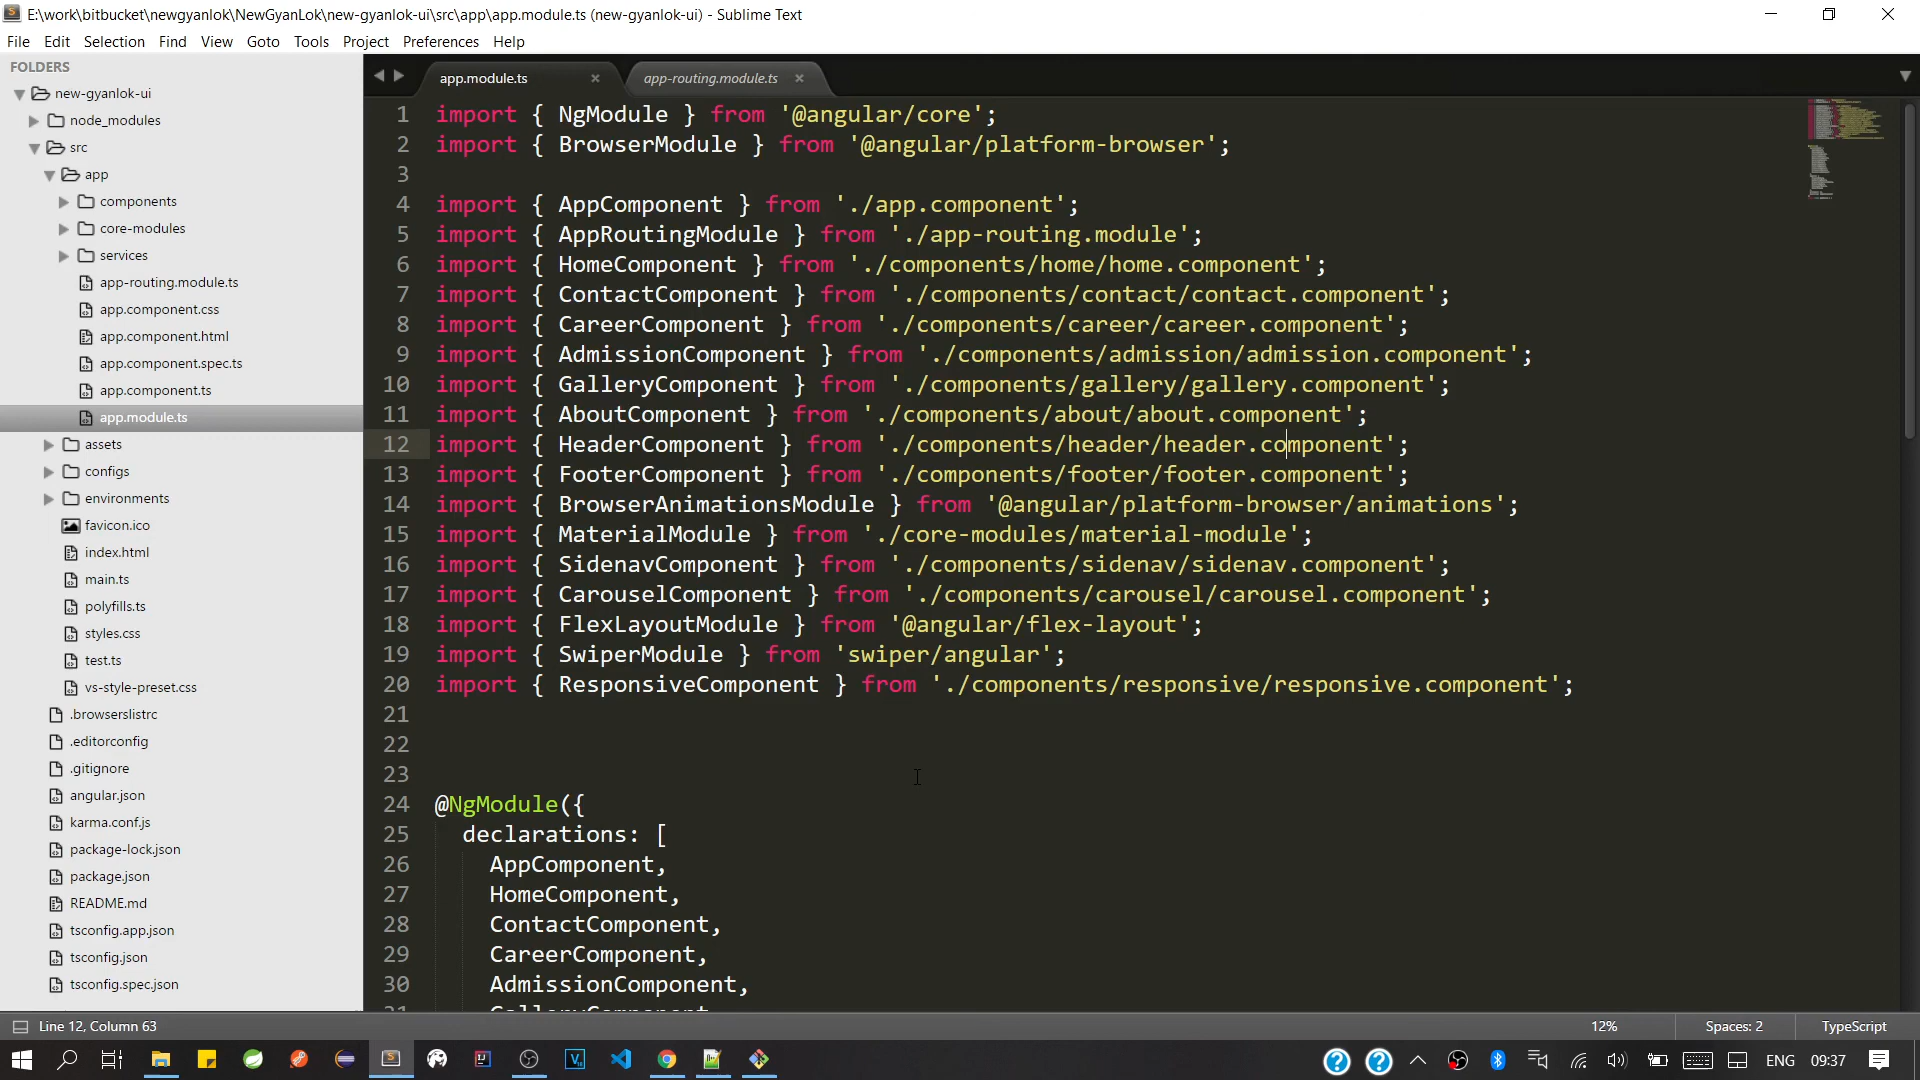 E:\work\bitbucket\newgyanlok\NewGyanLok\new-gyanlok-ui\src\app\app.module.ts (new-gyanlok-ui) - Sublime Text
File Edit Selection Find View Goto Tools Project Preferences Help
FOLDERS
new-gyanlok-ui
node_modules
src
app
components
core-modules
services
app-routing.module.ts
app.component.css
app.component.html
app.component.spec.ts
app.component.ts
app.module.ts
assets
configs
environments
favicon.ico
index.html
main.ts
polyfills.ts
styles.css
test.ts
vs-style-preset.css
.browserslistrc
.editorconfig
.gitignore
angular.json
karma.conf.js
package-lock.json
package.json
README.md
tsconfig.app.json
tsconfig.json
tsconfig.spec.json
app.module.ts × app-routing.module.ts ×
1 import { NgModule } from '@angular/core';
2 import { BrowserModule } from '@angular/platform-browser';
3
4 import { AppComponent } from './app.component';
5 import { AppRoutingModule } from './app-routing.module';
6 import { HomeComponent } from './components/home/home.component';
7 import { ContactComponent } from './components/contact/contact.component';
8 import { CareerComponent } from './components/career/career.component';
9 import { AdmissionComponent } from './components/admission/admission.component';
10 import { GalleryComponent } from './components/gallery/gallery.component';
11 import { AboutComponent } from './components/about/about.component';
12 import { HeaderComponent } from './components/header/header.component';
13 import { FooterComponent } from './components/footer/footer.component';
14 import { BrowserAnimationsModule } from '@angular/platform-browser/animations';
15 import { MaterialModule } from './core-modules/material-module';
16 import { SidenavComponent } from './components/sidenav/sidenav.component';
17 import { CarouselComponent } from './components/carousel/carousel.component';
18 import { FlexLayoutModule } from '@angular/flex-layout';
19 import { SwiperModule } from 'swiper/angular';
20 import { ResponsiveComponent } from './components/responsive/responsive.component';
21
22
23
24 @NgModule({
25 declarations: [
26 AppComponent,
27 HomeComponent,
28 ContactComponent,
29 CareerComponent,
30 AdmissionComponent,
Line 12, Column 63 12% Spaces: 2 TypeScript
ENG 09:37